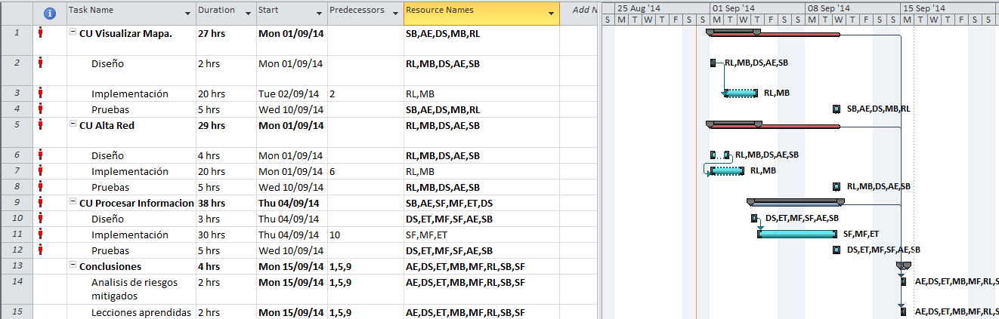 Task Name Duration Start Predecessors Resource Names Add N
25 Aug '14 01 Sep '14 08 Sep '14 15 Sep '14
S M T W T F S S M T W T F S S M T W T F S S M T W T F S S
1 CU Visualizar Mapa. 27 hrs Mon 01/09/14 SB,AE,DS,MB,RL
2 Diseño 2 hrs Mon 01/09/14 RL,MB,DS,AE,SB RL,MB,DS,AE,SB
3 Implementación 20 hrs Tue 02/09/14 2 RL,MB RL,MB
4 Pruebas 5 hrs Wed 10/09/14 SB,AE,DS,MB,RL SB,AE,DS,MB,RL
5 CU Alta Red 29 hrs Mon 01/09/14 RL,MB,DS,AE,SB
6 Diseño 4 hrs Mon 01/09/14 RL,MB,DS,AE,SB RL,MB,DS,AE,SB
7 Implementación 20 hrs Mon 01/09/14 6 RL,MB RL,MB
8 Pruebas 5 hrs Wed 10/09/14 RL,MB,DS,AE,SB RL,MB,DS,AE,SB
9 CU Procesar Informacion 38 hrs Thu 04/09/14 SB,AE,SF,MF,ET,DS
10 Diseño 3 hrs Thu 04/09/14 DS,ET,MF,SF,AE,SB DS,ET,MF,SF,AE,SB
11 Implementación 30 hrs Thu 04/09/14 10 SF,MF,ET SF,MF,ET
12 Pruebas 5 hrs Wed 10/09/14 DS,ET,MF,SF,AE,SB DS,ET,MF,SF,AE,SB
13 Conclusiones 4 hrs Mon 15/09/14 1,5,9 AE,DS,ET,MB,MF,RL,SB,SF
14 Analisis de riesgos 2 hrs Mon 15/09/14 1,5,9 AE,DS,ET,MB,MF,RL,SB,SF AE,DS,ET,MB,MF,RL,S
mitigados
15 Lecciones aprendidas 2 hrs Mon 15/09/14 1,5,9 AE,DS,ET,MB,MF,RL,SB,SF AE,DS,ET,MB,MF,RL,S